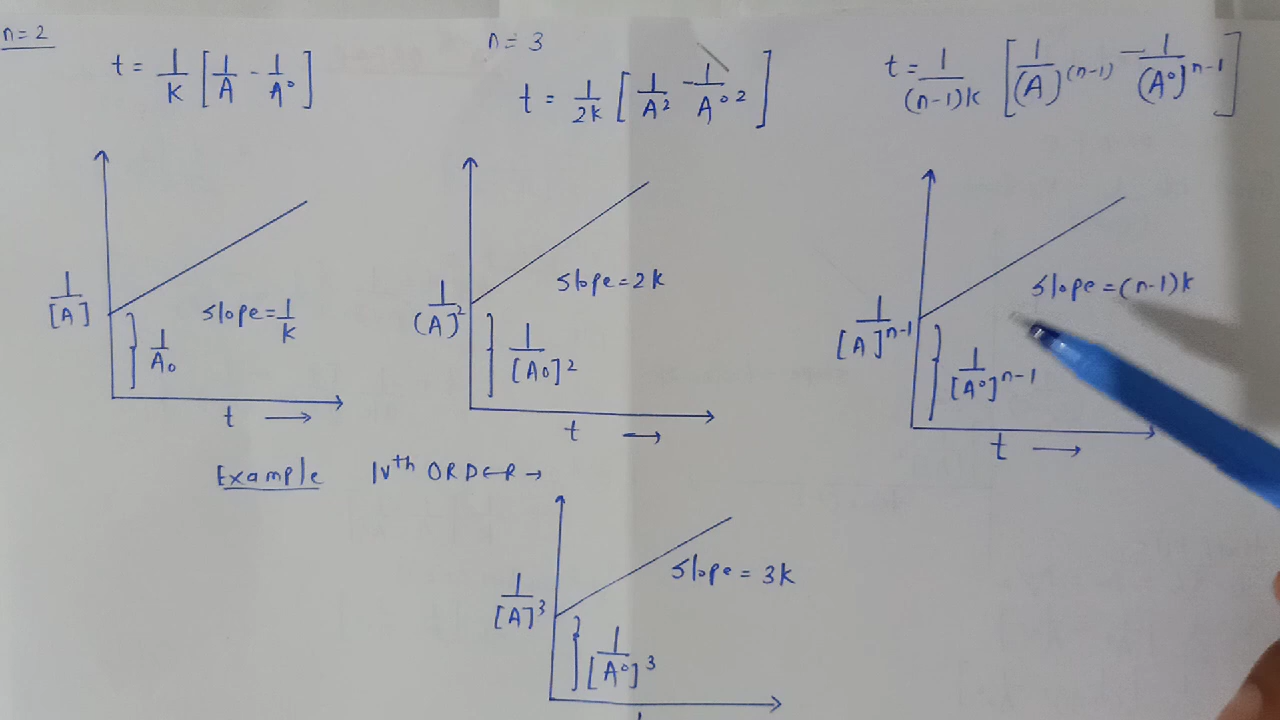 n=2
t = 1/K [1/A - 1/A°]
n = 3
t = 1/2k [1/A² - 1/A°²]
t = 1/(n-1)k [1/(A)^(n-1) - 1/(A°]^n-1]
1/[A]
slope=1/k
}1/A₀
t →
1/(A)²
slope=2k
}1/[A₀]²
t →
1/[A]^n-1
slope=(n-1)k
}1/[A°]^n-1
t →
Example IVth ORDER →
1/[A]³
slope = 3k
}1/[A°]³